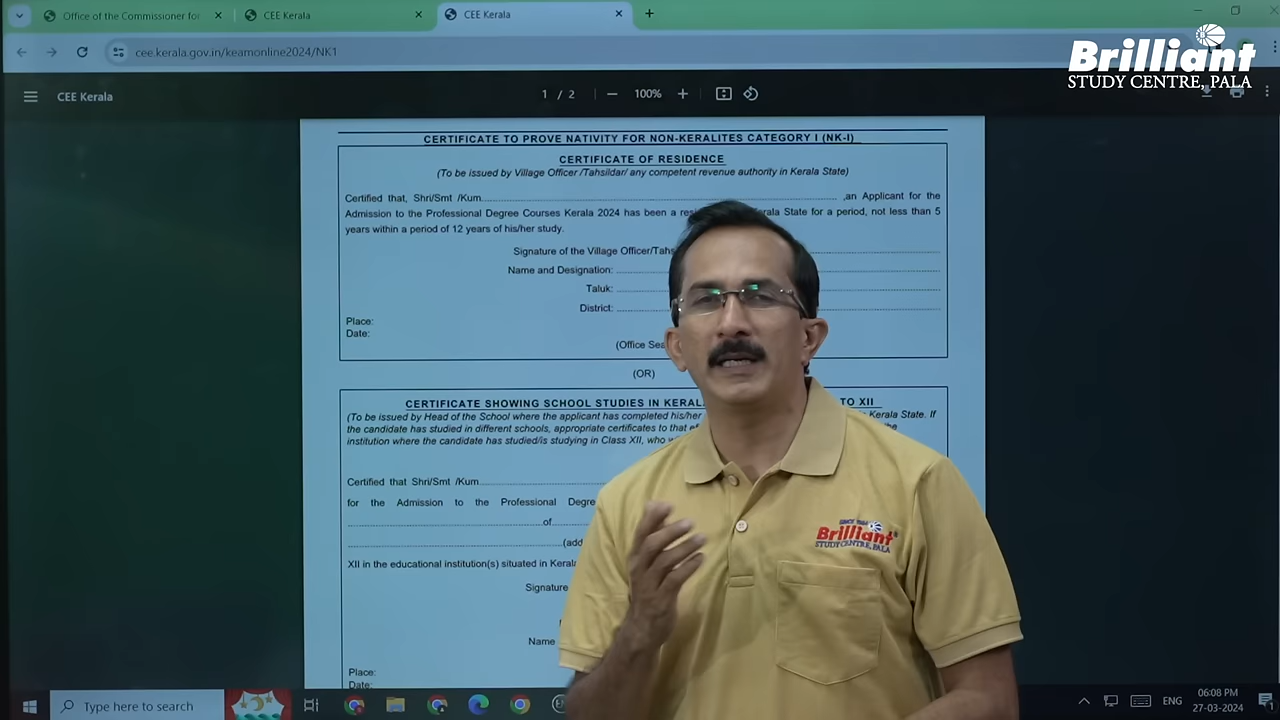 Office of the Commissioner for
CEE Kerala
CEE Kerala
cee.kerala.gov.in/keamonline2024/NK1
Brilliant
STUDY CENTRE, PALA
CEE Kerala
1 / 2
100%
CERTIFICATE TO PROVE NATIVITY FOR NON-KERALITES CATEGORY I (NK-I)
CERTIFICATE OF RESIDENCE
(To be issued by Village Officer /Tahsildar/ any competent revenue authority in Kerala State)
Certified that, Shri/Smt /Kum ,an Applicant for the
Admission to the Professional Degree Courses Kerala 2024 has been a State for a period, not less than 5
years within a period of 12 years of his/her study.
Signature of the Village Officer/
Name and Designation:
Taluk:
District:
Place:
Date:
(Office
(OR)
CERTIFICATE SHOWING SCHOOL STUDIES IN TO XII
(To be issued by Head of the School where the applicant has completed his/her Kerala State. If
the candidate has studied in different schools, appropriate certificates to that
institution where the candidate has studied/is studying in Class XII,
Certified that Shri/Smt /Kum
for the Admission to the Professional
of
XII in the educational institution(s) situated in
Signature
Name
Place:
Date:
SINCE 1984
Brilliant
STUDY CENTRE, PALA
Type here to search
ENG
06:08 PM
27-03-2024